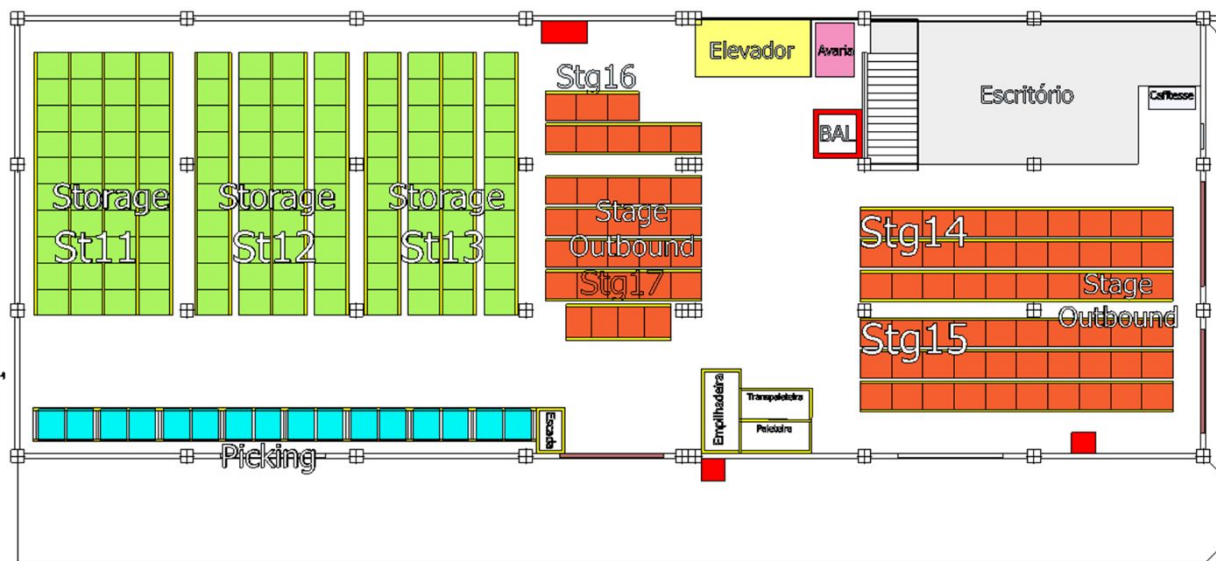 Elevador
Avaria
Escritório
Stg16
BAL
Storage
St11
Storage
St12
Storage
St13
Stage
Outbound
Stg17
Stg14
Stage
Outbound
Stg15
Empilhadeira
Transpaleteira
Paleteira
Escada
Picking